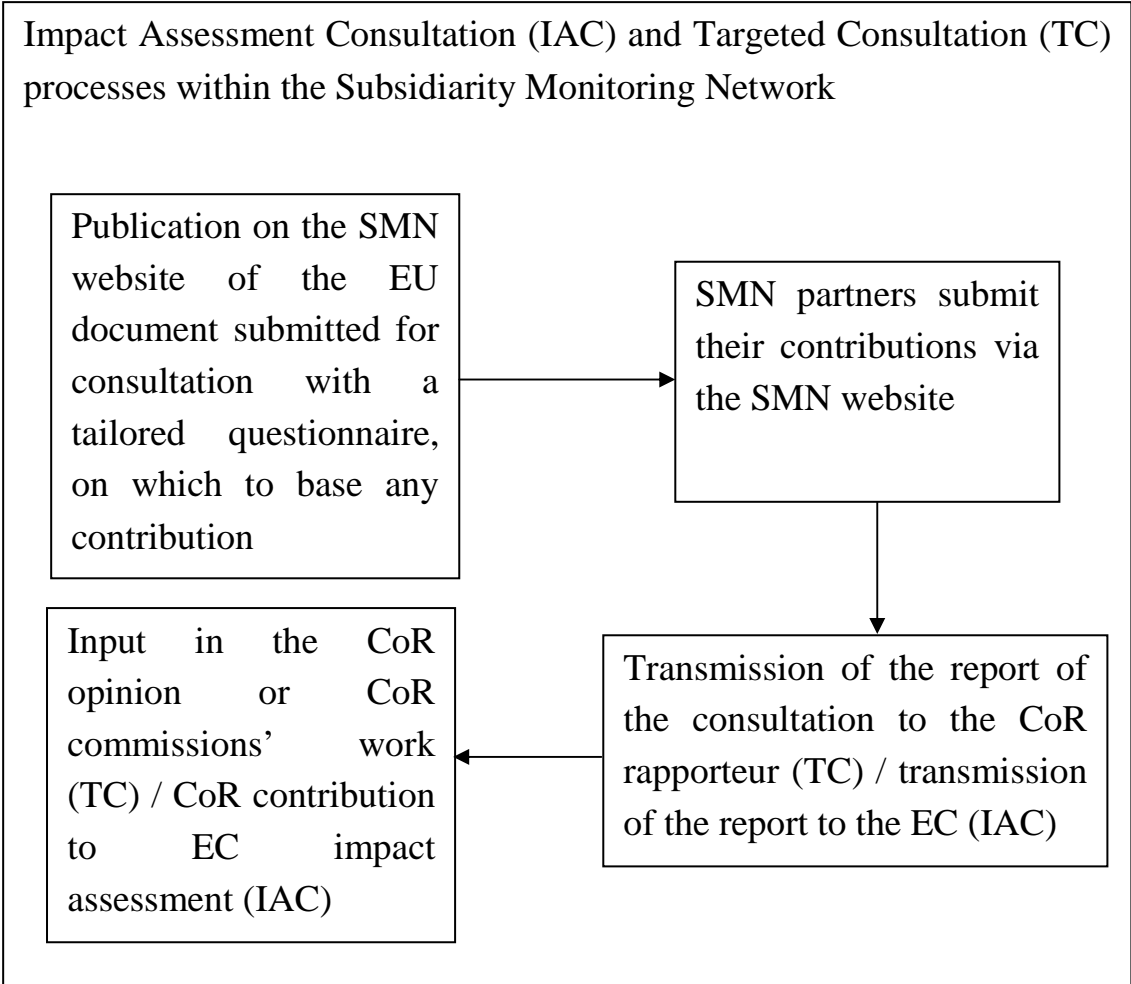 Impact Assessment Consultation (IAC) and Targeted Consultation (TC)
processes within the Subsidiarity Monitoring Network
Publication on the SMN
website of the EU
document submitted for
consultation with a
tailored questionnaire,
on which to base any
contribution
SMN partners submit
their contributions via
the SMN website
Transmission of the report of
the consultation to the CoR
rapporteur (TC) / transmission
of the report to the EC (IAC)
Input in the CoR
opinion or CoR
commissions’ work
(TC) / CoR contribution
to EC impact
assessment (IAC)